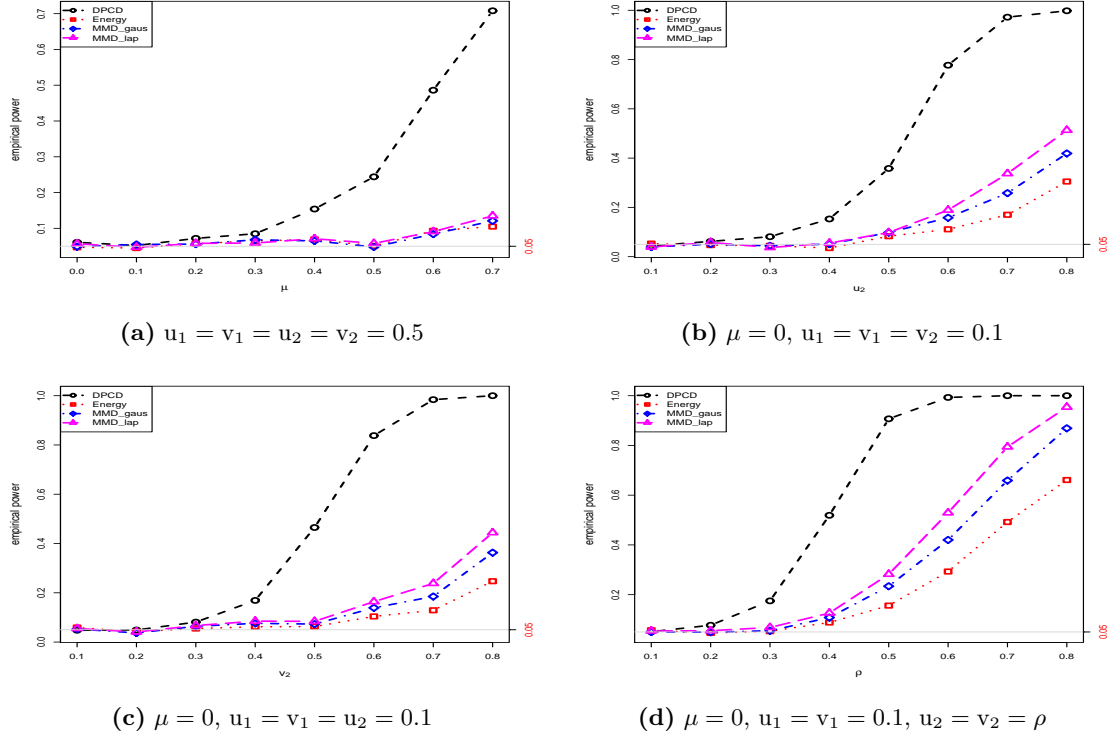 DPCD
Energy
MMD_gaus
MMD_lap
empirical power
0.1 0.2 0.3 0.4 0.5 0.6 0.7
0.05
0.0 0.1 0.2 0.3 0.4 0.5 0.6 0.7
μ
(a) u₁ = v₁ = u₂ = v₂ = 0.5
DPCD
Energy
MMD_gaus
MMD_lap
empirical power
0.0 0.2 0.4 0.6 0.8 1.0
0.05
0.1 0.2 0.3 0.4 0.5 0.6 0.7 0.8
u₂
(b) μ = 0, u₁ = v₁ = v₂ = 0.1
DPCD
Energy
MMD_gaus
MMD_lap
empirical power
0.0 0.2 0.4 0.6 0.8 1.0
0.05
0.1 0.2 0.3 0.4 0.5 0.6 0.7 0.8
v₂
(c) μ = 0, u₁ = v₁ = u₂ = 0.1
DPCD
Energy
MMD_gaus
MMD_lap
empirical power
0.2 0.4 0.6 0.8 1.0
0.05
0.1 0.2 0.3 0.4 0.5 0.6 0.7 0.8
ρ
(d) μ = 0, u₁ = v₁ = 0.1, u₂ = v₂ = ρ